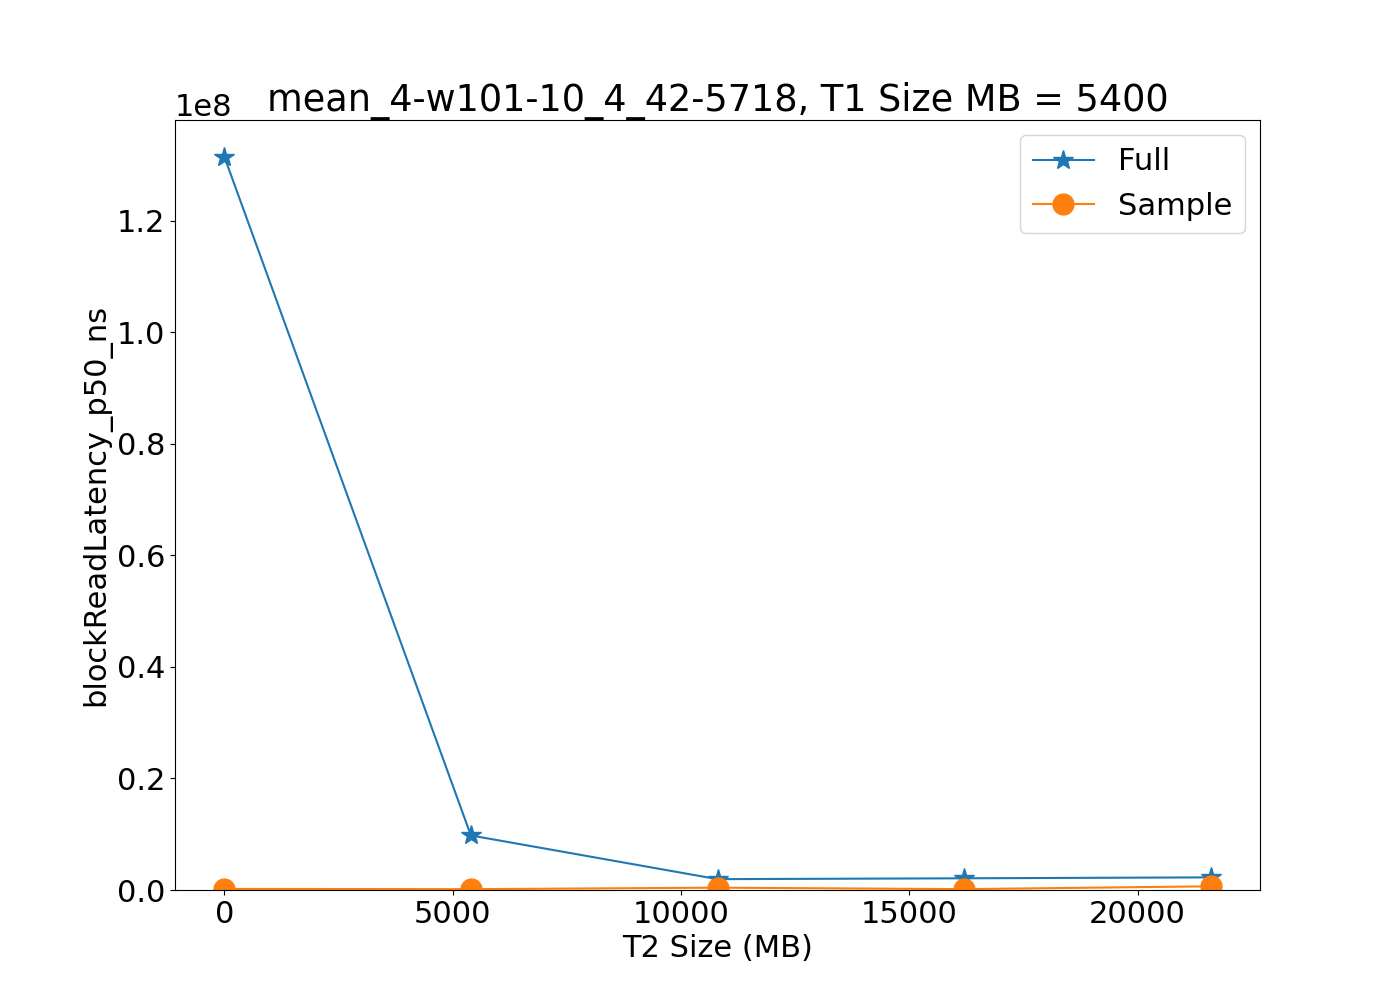 mean_4-w101-10_4_42-5718, T1 Size MB = 5400
1e8
Full
Sample
1.2
1.0
0.8
0.6
0.4
0.2
0.0
blockReadLatency_p50_ns
0 5000 10000 15000 20000
T2 Size (MB)